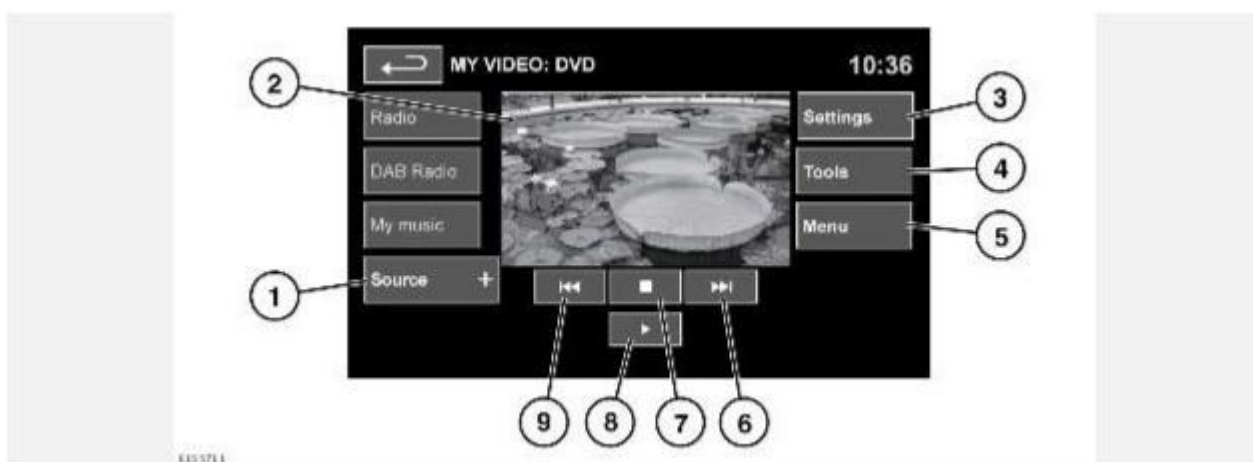 MY VIDEO: DVD 10:36
2
Radio
Settings
3
DAB Radio
Tools
4
My music
Menu
5
1
Source +
9
8
7
6